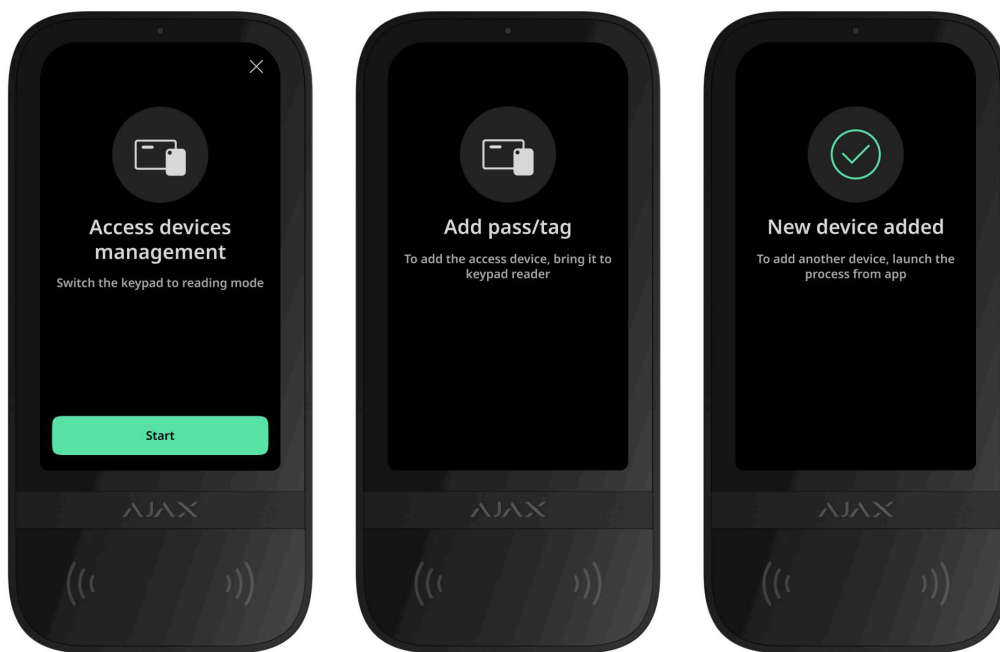 Access devices
management
Switch the keypad to reading mode
Start
AJAX
Add pass/tag
To add the access device, bring it to
keypad reader
AJAX
New device added
To add another device, launch the
process from app
AJAX